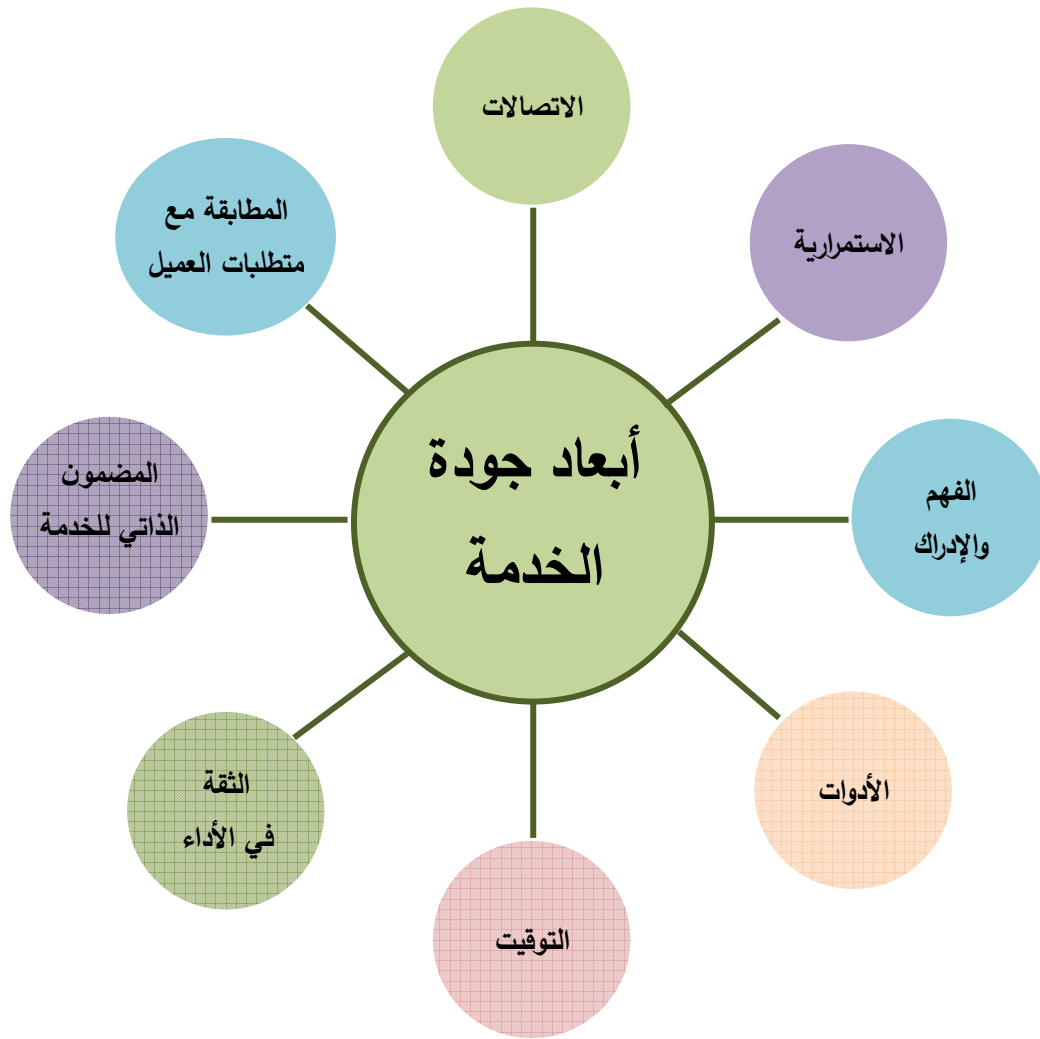 أبعاد جودة
الخدمة
الاتصالات
الاستمرارية
الفهم
والإدراك
الأدوات
التوقيت
الثقة
في الأداء
المضمون
الذاتي للخدمة
المطابقة مع
متطلبات العميل